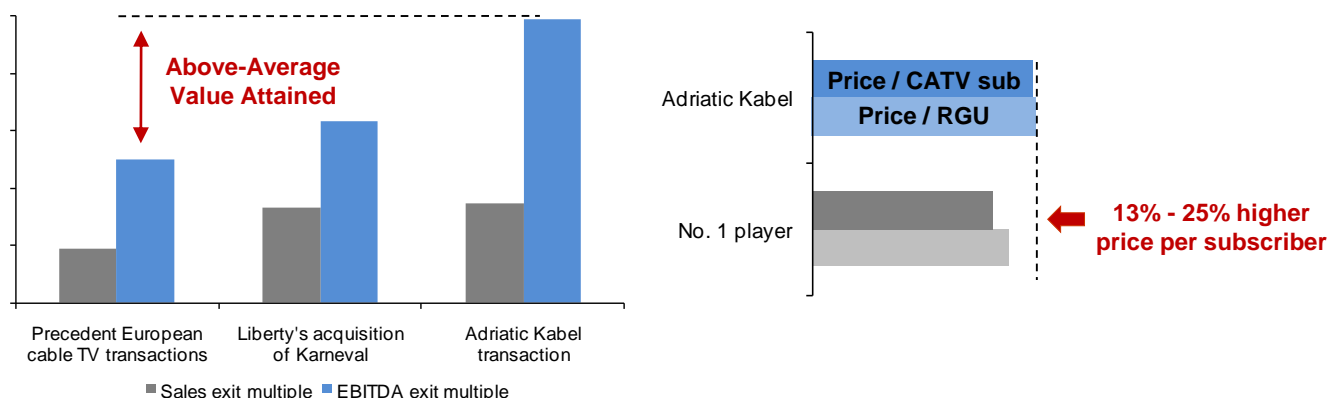 Above-Average
Value Attained
Precedent European
cable TV transactions
Liberty's acquisition
of Karneval
Adriatic Kabel
transaction
Sales exit multiple
EBITDA exit multiple
Adriatic Kabel
Price / CATV sub
Price / RGU
No. 1 player
13% - 25% higher
price per subscriber